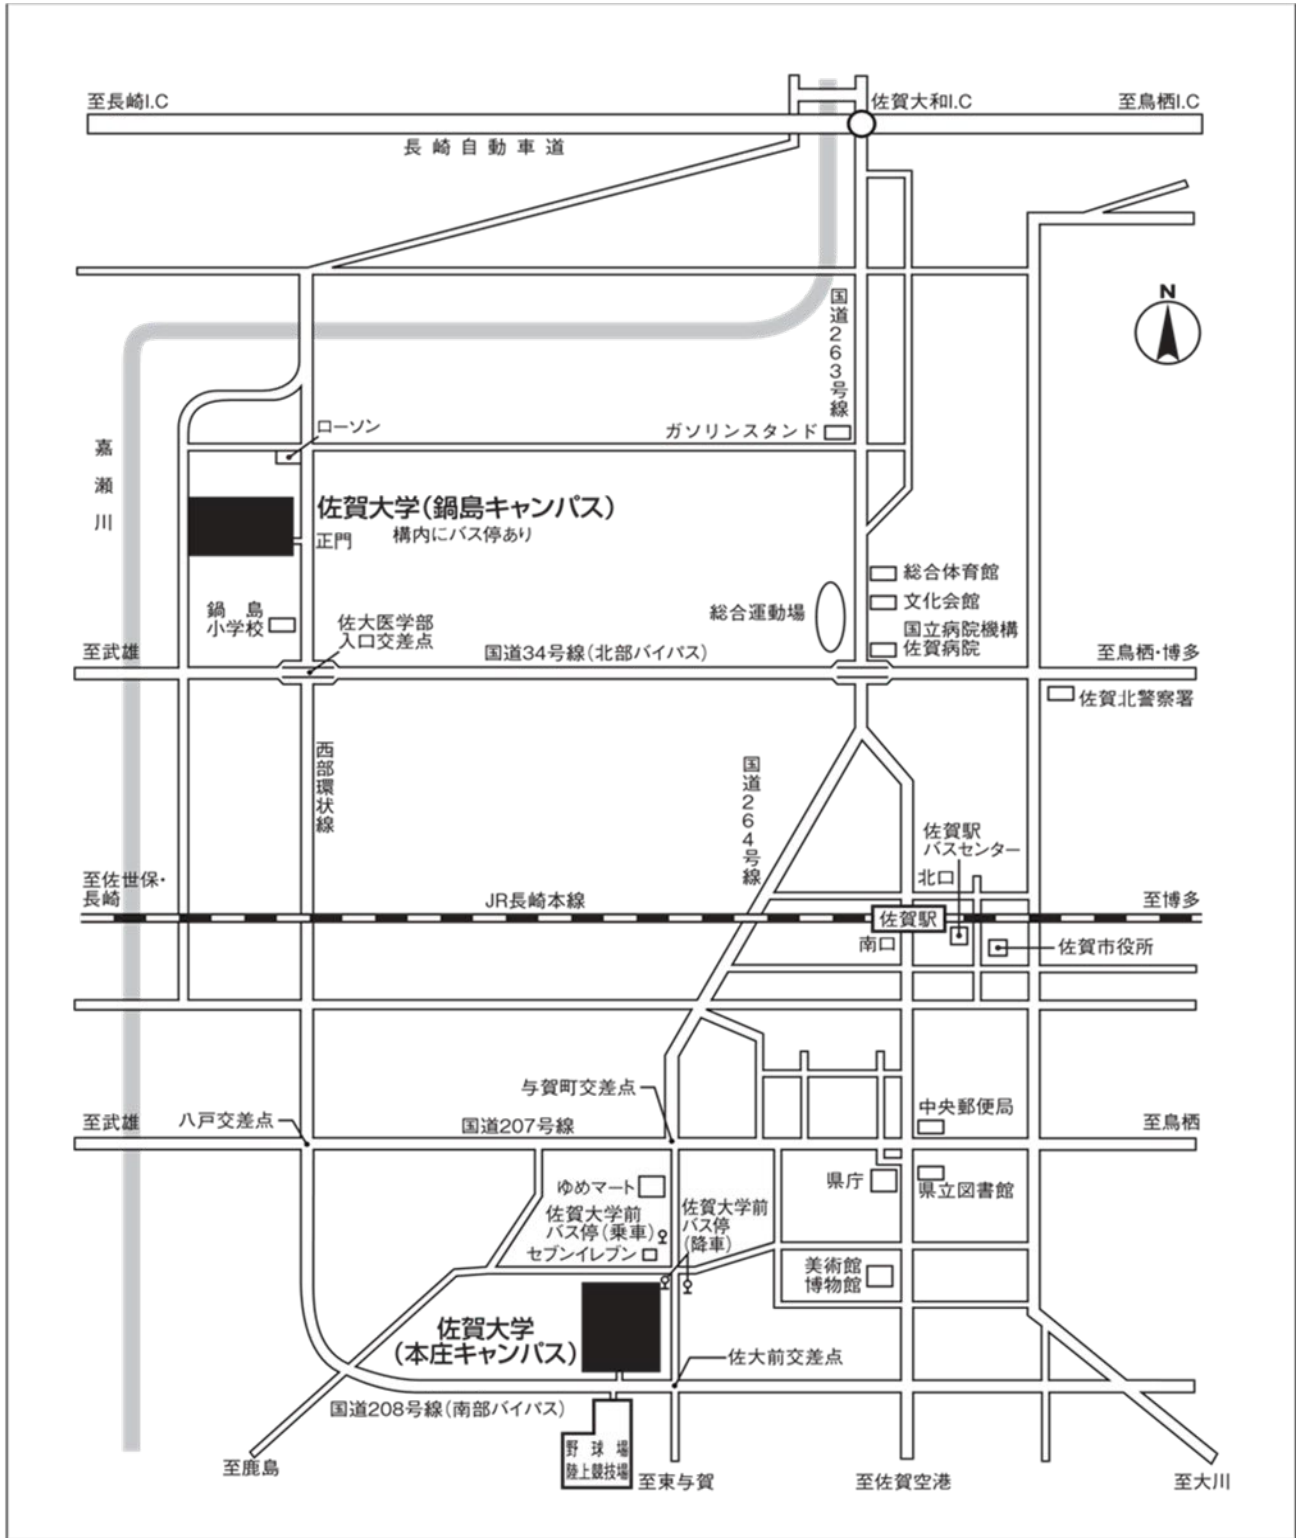 至長崎I.C
佐賀大和I.C
至鳥栖I.C
長崎自動車道
N
国道263号線
ローソン
ガソリンスタンド
嘉瀬川
佐賀大学(鍋島キャンパス)
構内にバス停あり
正門
総合体育館
文化会館
総合運動場
鍋島
小学校
佐大医学部
入口交差点
国立病院機構
佐賀病院
至武雄
国道34号線(北部バイパス)
至鳥栖・博多
佐賀北警察署
西部環状線
国道264号線
佐賀駅
バスセンター
北口
至佐世保・
長崎
JR長崎本線
至博多
佐賀駅
南口
佐賀市役所
与賀町交差点
中央郵便局
至武雄
八戸交差点
国道207号線
至鳥栖
ゆめマート
県庁
県立図書館
佐賀大学前
バス停(乗車)
佐賀大学前
バス停
(降車)
セブンイレブン
美術館
博物館
佐賀大学
(本庄キャンパス)
佐大前交差点
国道208号線(南部バイパス)
野球場
陸上競技場
至鹿島
至東与賀
至佐賀空港
至大川